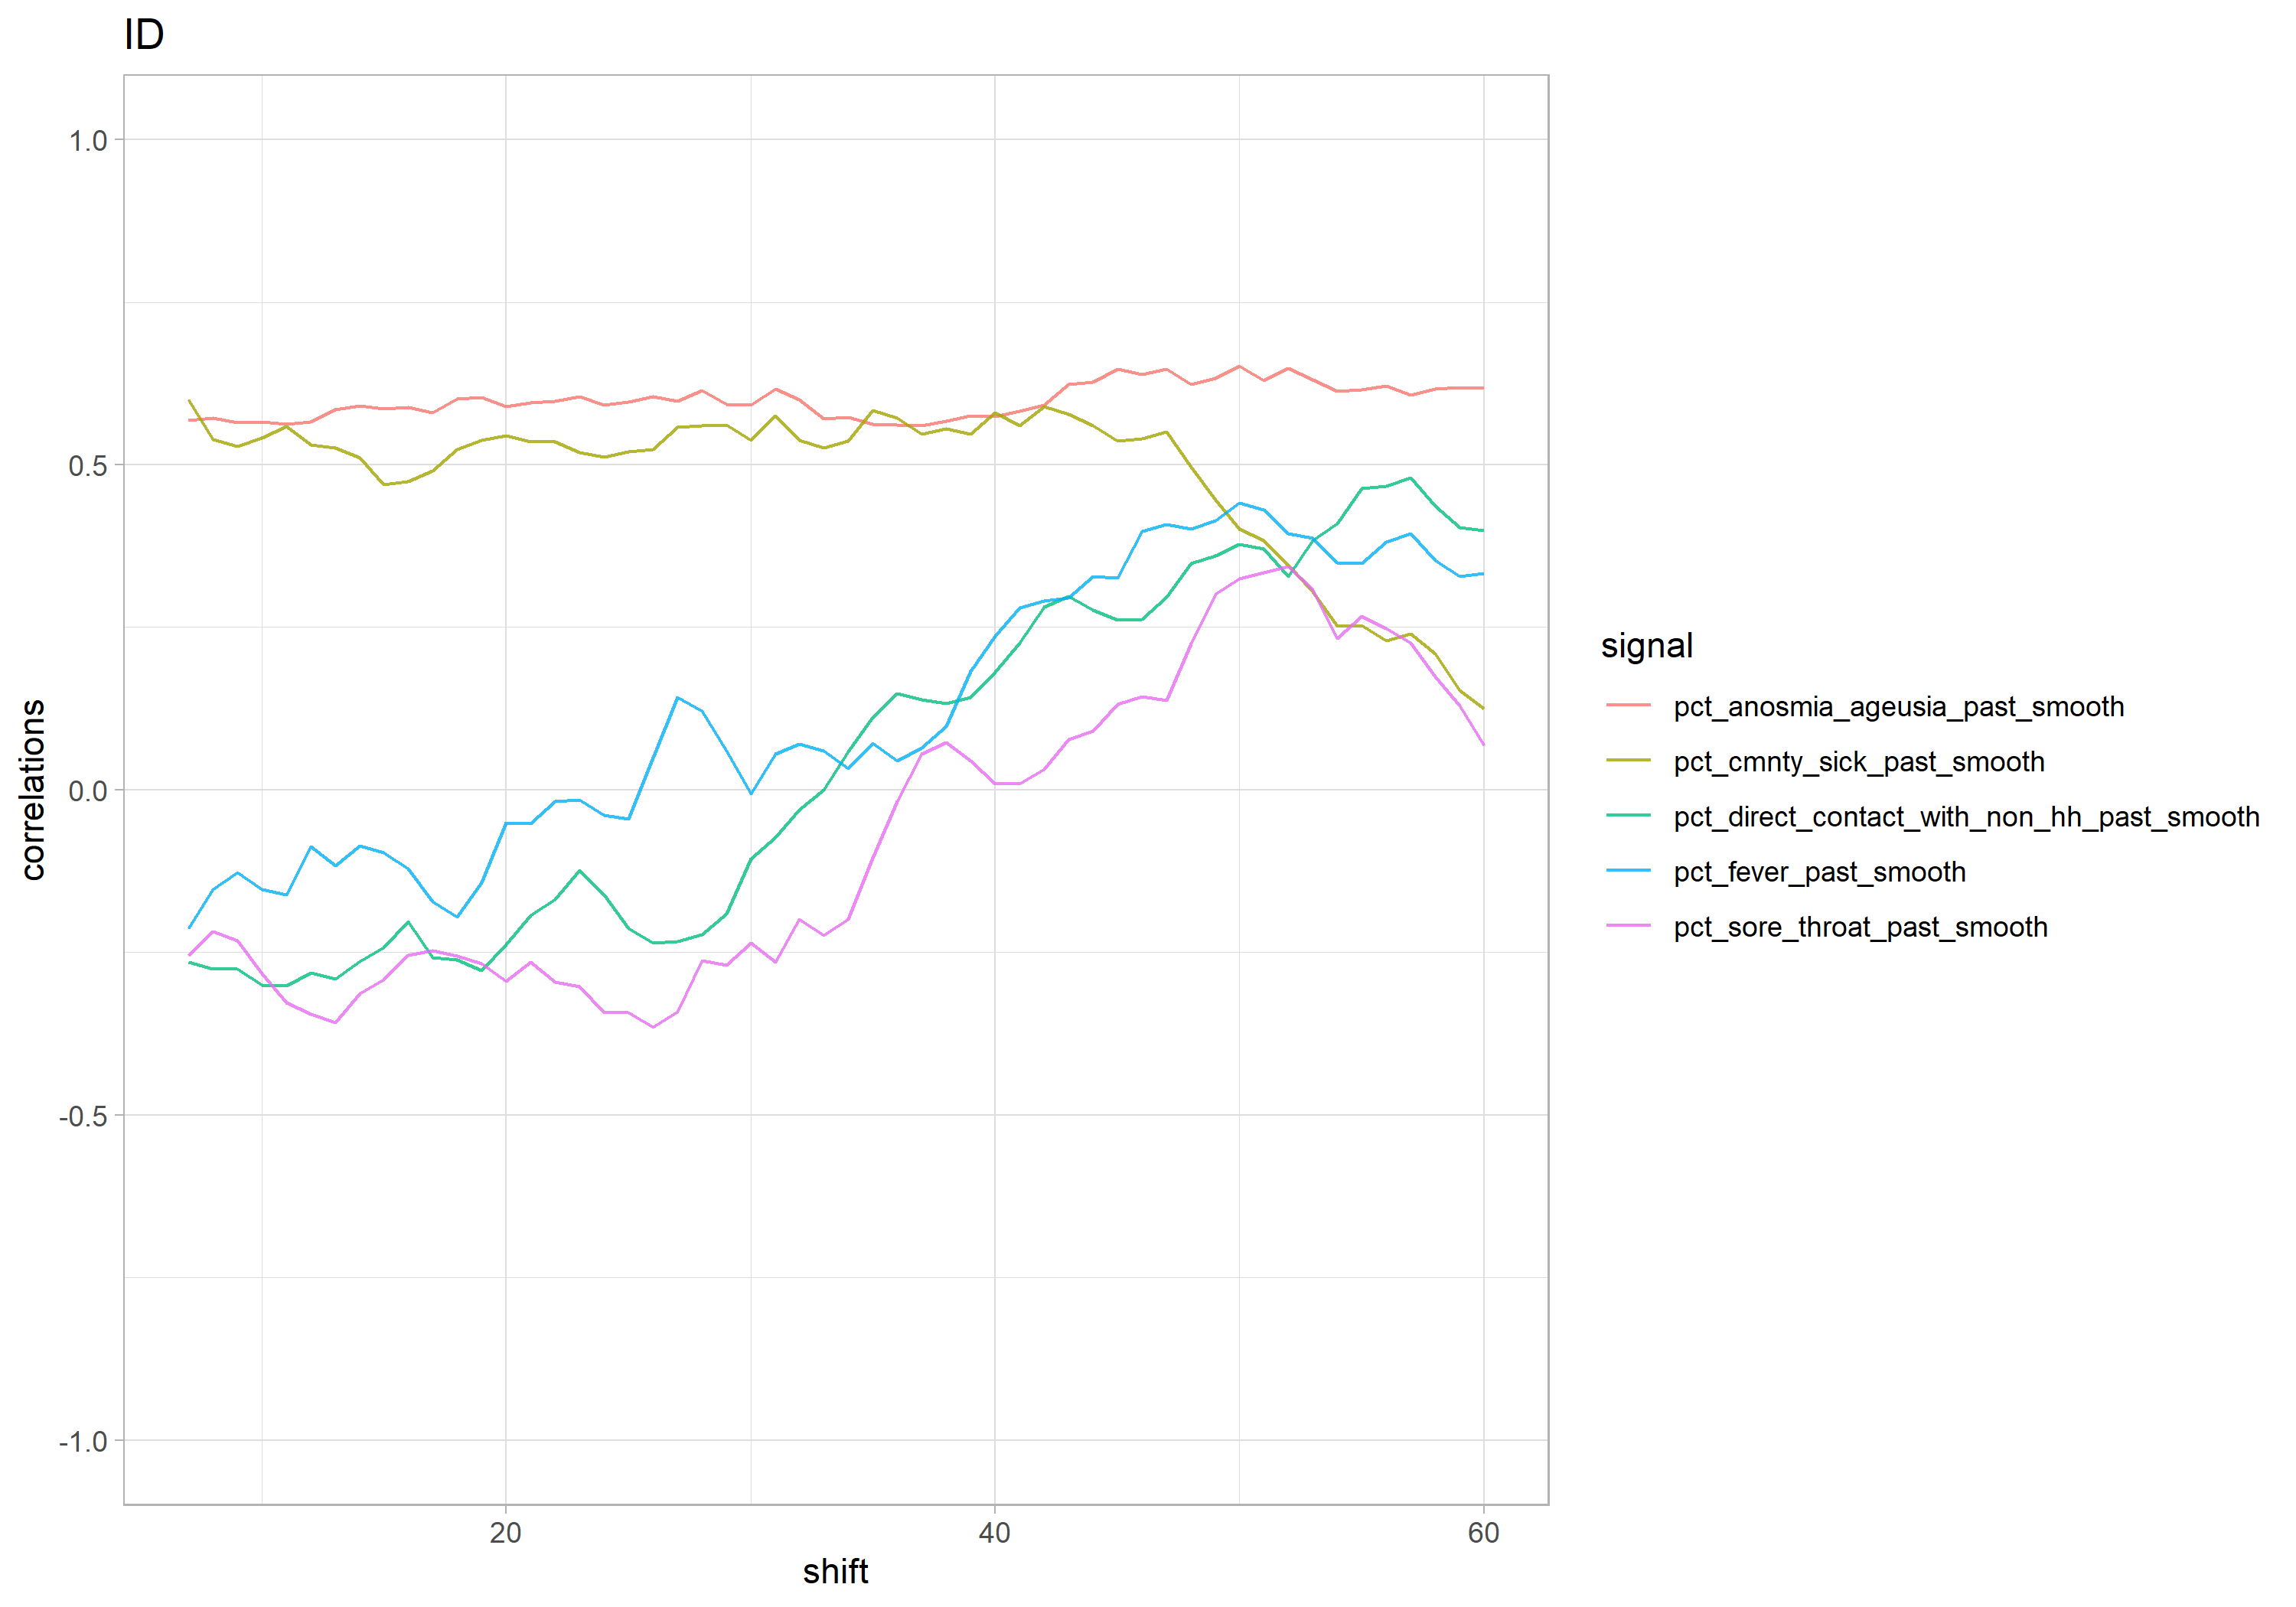 ID
1.0
0.5
0.0
-0.5
-1.0
correlations
20
40
60
shift
signal
pct_anosmia_ageusia_past_smooth
pct_cmnty_sick_past_smooth
pct_direct_contact_with_non_hh_past_smooth
pct_fever_past_smooth
pct_sore_throat_past_smooth